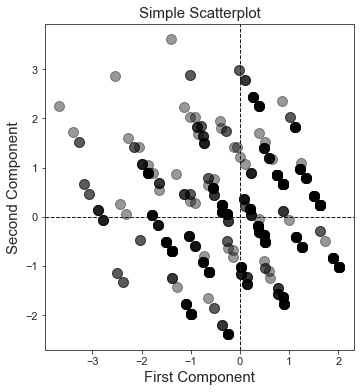 Simple Scatterplot
Second Component
3
2
1
0
−1
−2
−3 −2 −1 0 1 2
First Component